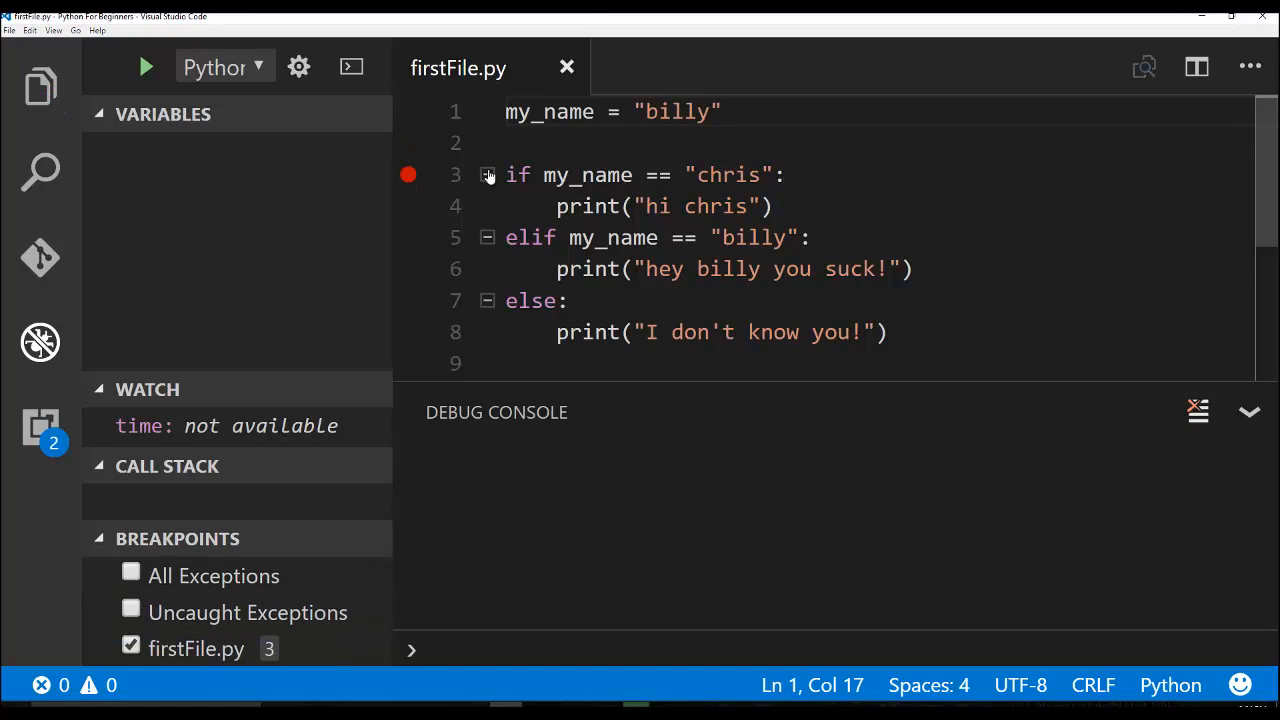 firstFile.py - Python For Beginners - Visual Studio Code
File Edit View Go Help
Python
firstFile.py
VARIABLES
1 my_name = "billy"
2
3 if my_name == "chris":
4 print("hi chris")
5 elif my_name == "billy":
6 print("hey billy you suck!")
7 else:
8 print("I don't know you!")
9
WATCH
time: not available
CALL STACK
BREAKPOINTS
All Exceptions
Uncaught Exceptions
firstFile.py 3
2
DEBUG CONSOLE
0 0 Ln 1, Col 17 Spaces: 4 UTF-8 CRLF Python